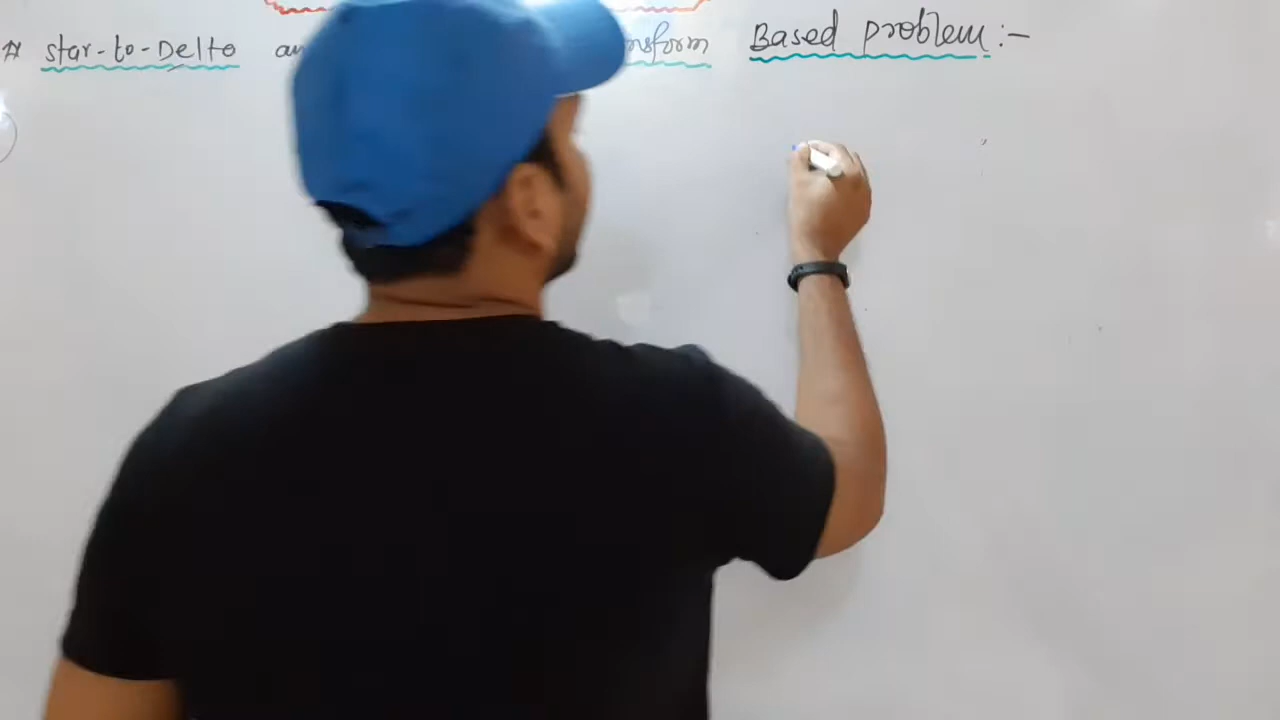 # star-to-Delta an nsform Based problem:-